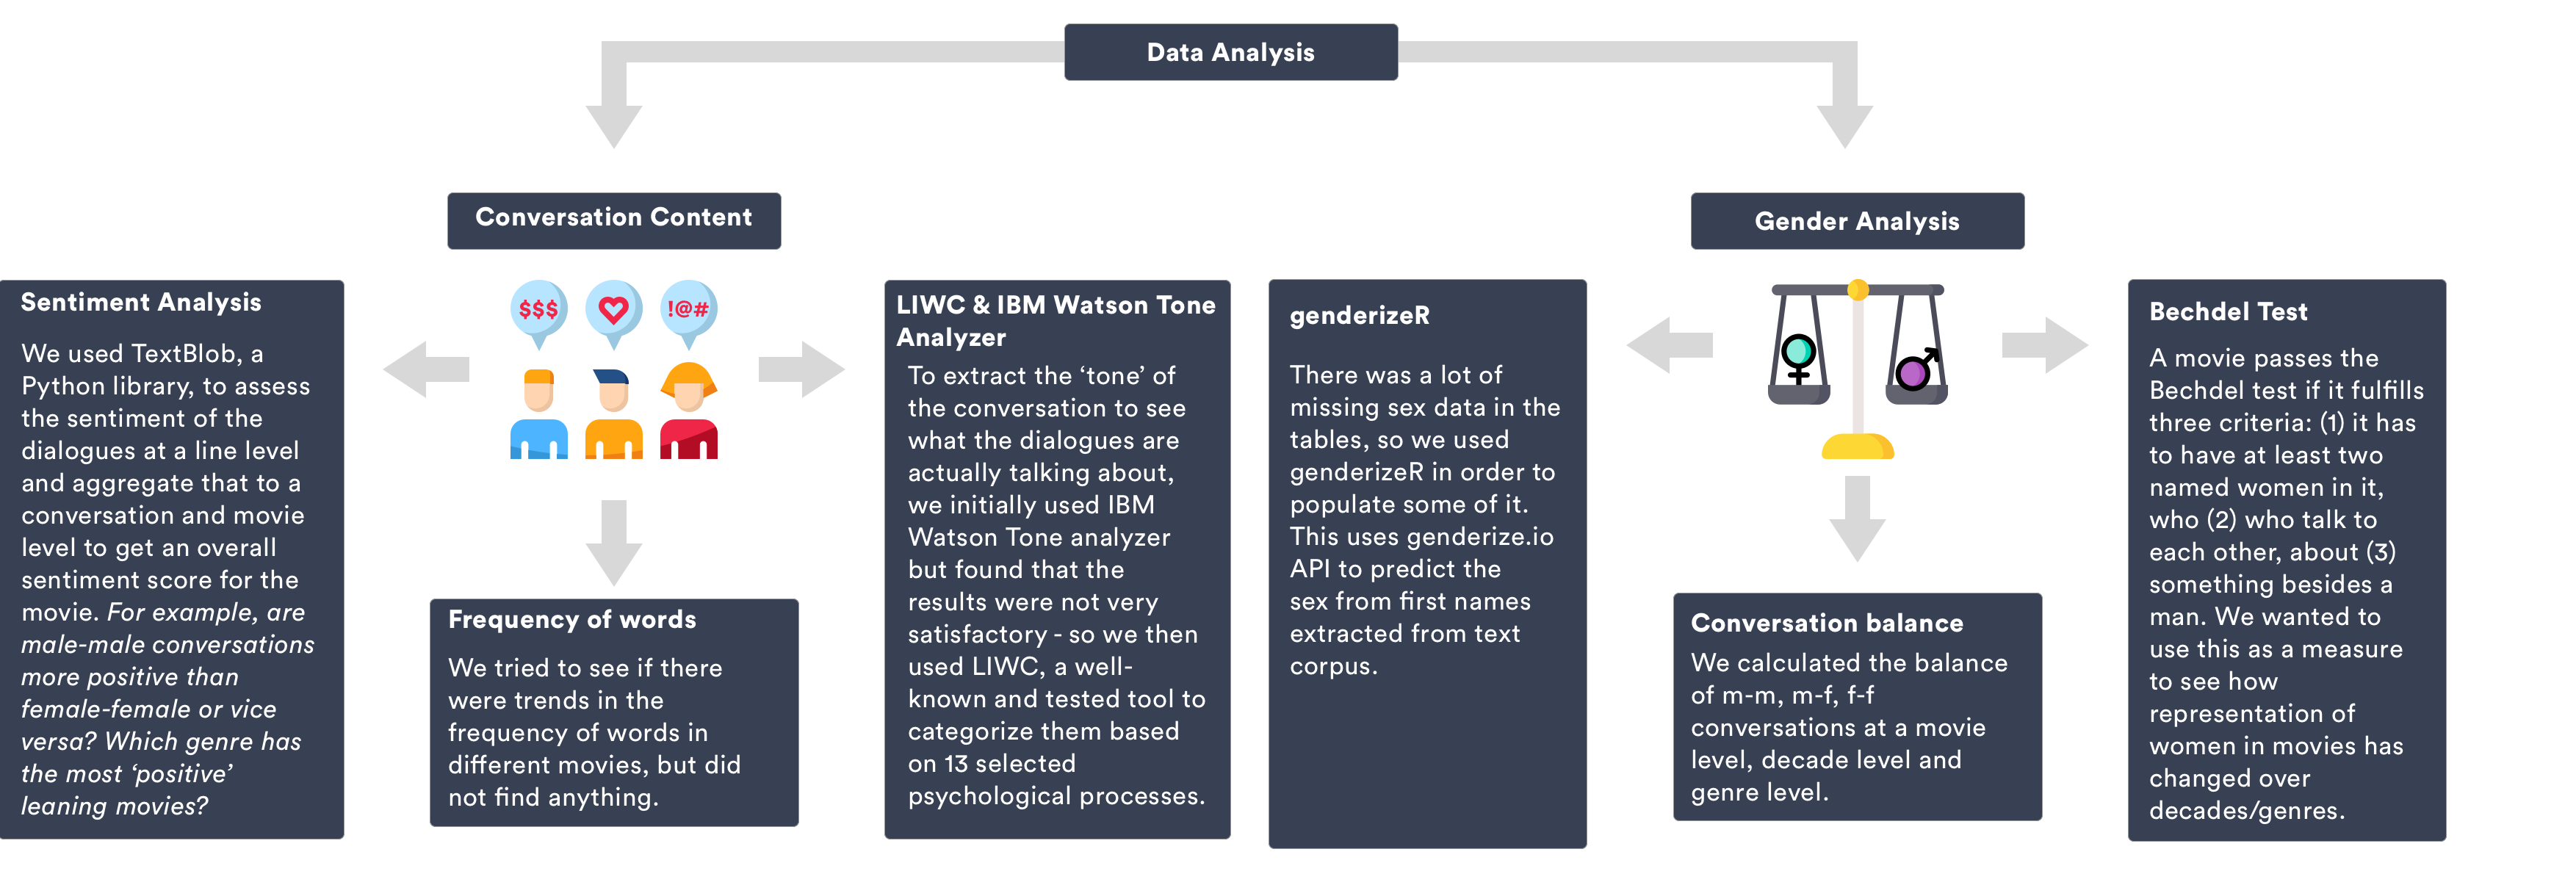 Data Analysis
Conversation Content
Gender Analysis
$$$
!@#
Sentiment Analysis
We used TextBlob, a
Python library, to assess
the sentiment of the
dialogues at a line level
and aggregate that to a
conversation and movie
level to get an overall
sentiment score for the
movie. For example, are
male-male conversations
more positive than
female-female or vice
versa? Which genre has
the most ‘positive’
leaning movies?
Frequency of words
We tried to see if there
were trends in the
frequency of words in
different movies, but did
not find anything.
LIWC & IBM Watson Tone
Analyzer
To extract the ‘tone’ of
the conversation to see
what the dialogues are
actually talking about,
we initially used IBM
Watson Tone analyzer
but found that the
results were not very
satisfactory - so we then
used LIWC, a well-
known and tested tool to
categorize them based
on 13 selected
psychological processes.
genderizeR
There was a lot of
missing sex data in the
tables, so we used
genderizeR in order to
populate some of it.
This uses genderize.io
API to predict the
sex from first names
extracted from text
corpus.
Conversation balance
We calculated the balance
of m-m, m-f, f-f
conversations at a movie
level, decade level and
genre level.
Bechdel Test
A movie passes the
Bechdel test if it fulfills
three criteria: (1) it has
to have at least two
named women in it,
who (2) who talk to
each other, about (3)
something besides a
man. We wanted to
use this as a measure
to see how
representation of
women in movies has
changed over
decades/genres.